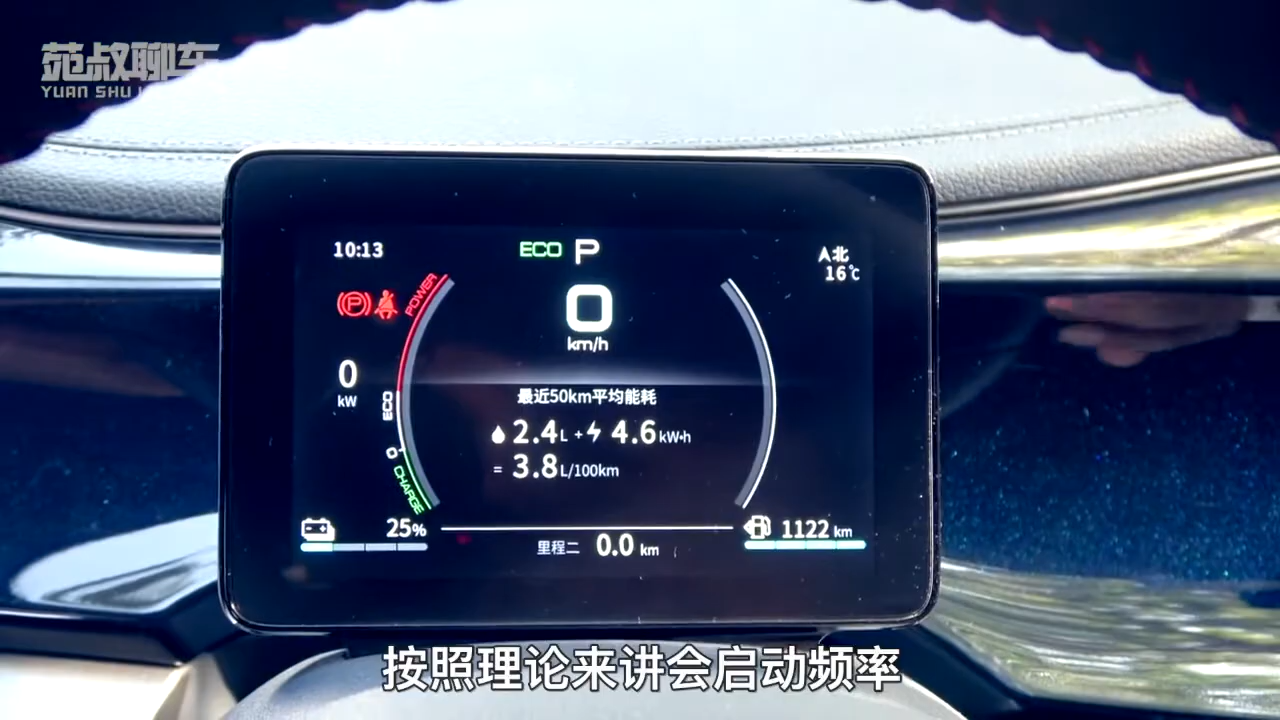 苑叔聊车
YUAN SHU
10:13
ECO P
A北
16℃
POWER
0
km/h
0
kW
ECO
最近50km平均能耗
2.4L + 4.6kW·h
= 3.8L/100km
0
CHARGE
25%
1122 km
里程二 0.0 km
按照理论来讲会启动频率